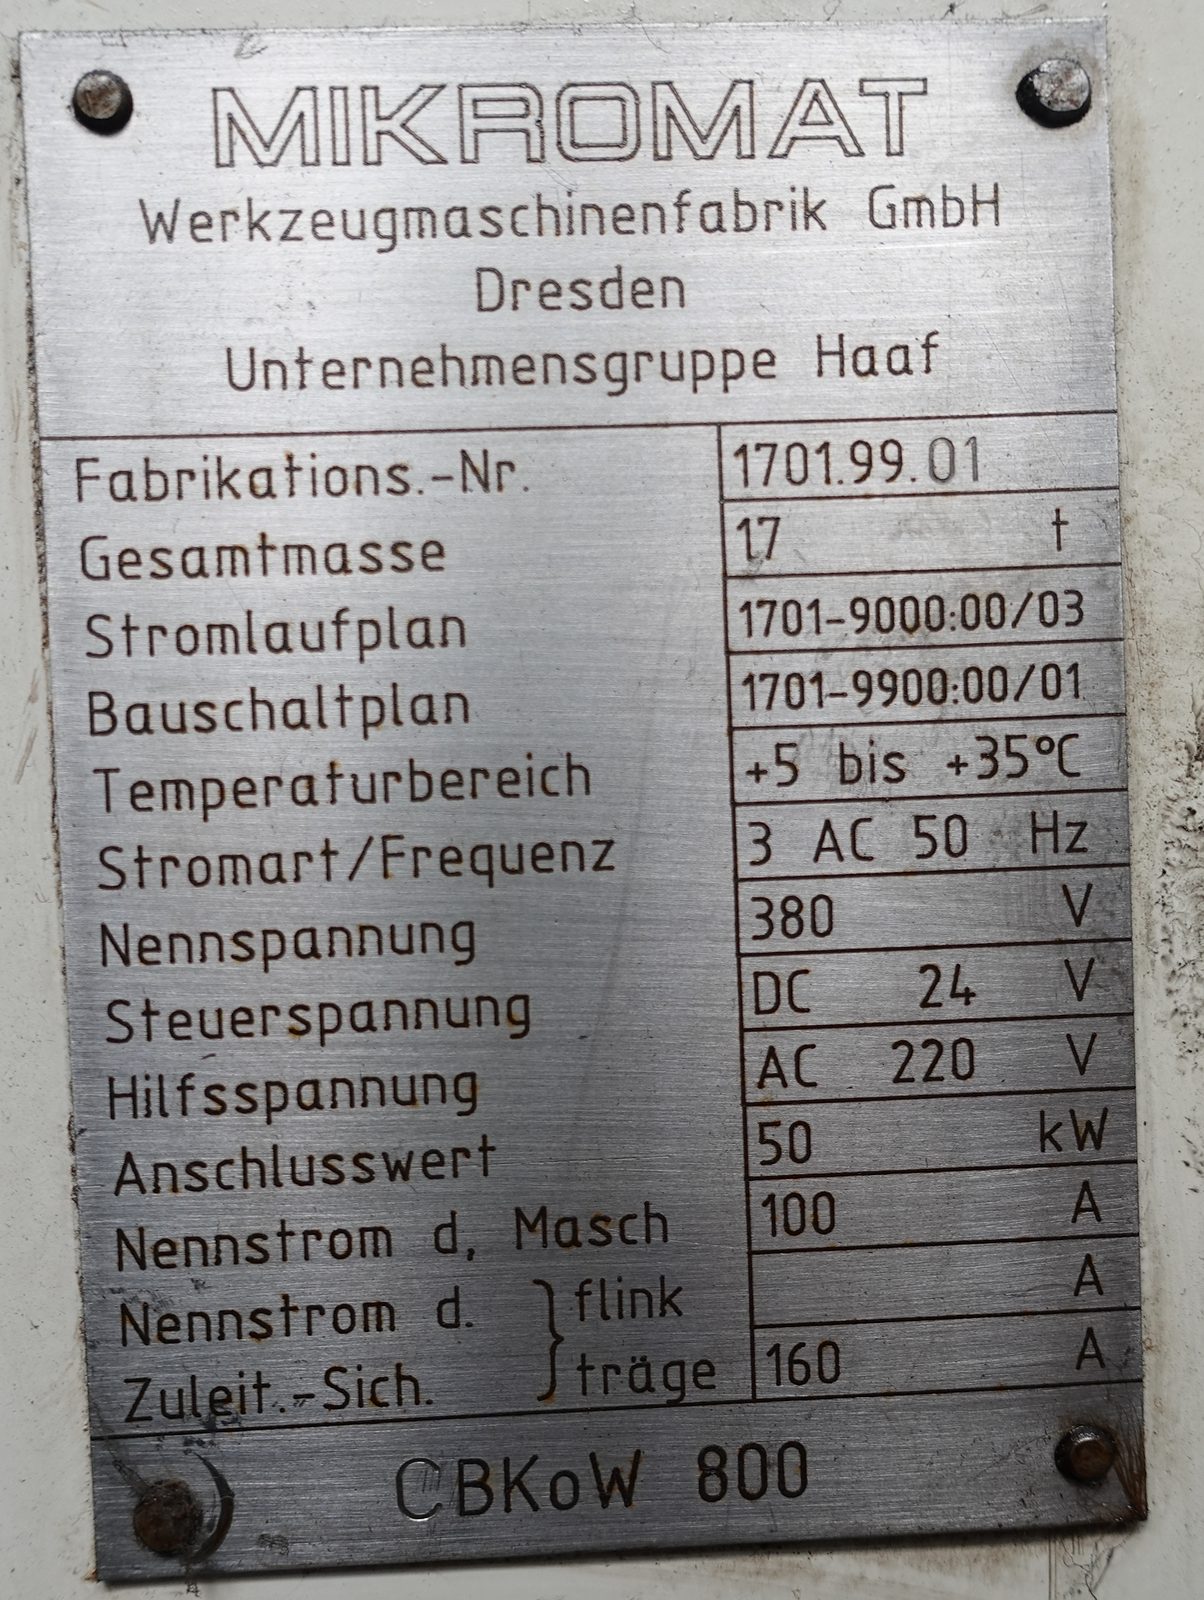 MIKROMAT
Werkzeugmaschinenfabrik GmbH
Dresden
Unternehmensgruppe Haaf
Fabrikations.-Nr. 1701.99.01
Gesamtmasse 17 t
Stromlaufplan 1701-9000:00/03
Bauschaltplan 1701-9900:00/01
Temperaturbereich +5 bis +35°C
Stromart/Frequenz 3 AC 50 Hz
Nennspannung 380 V
Steuerspannung DC 24 V
Hilfsspannung AC 220 V
Anschlusswert 50 kW
Nennstrom d, Masch 100 A
Nennstrom d. } flink A
Zuleit.-Sich. } träge 160 A
CBKoW 800